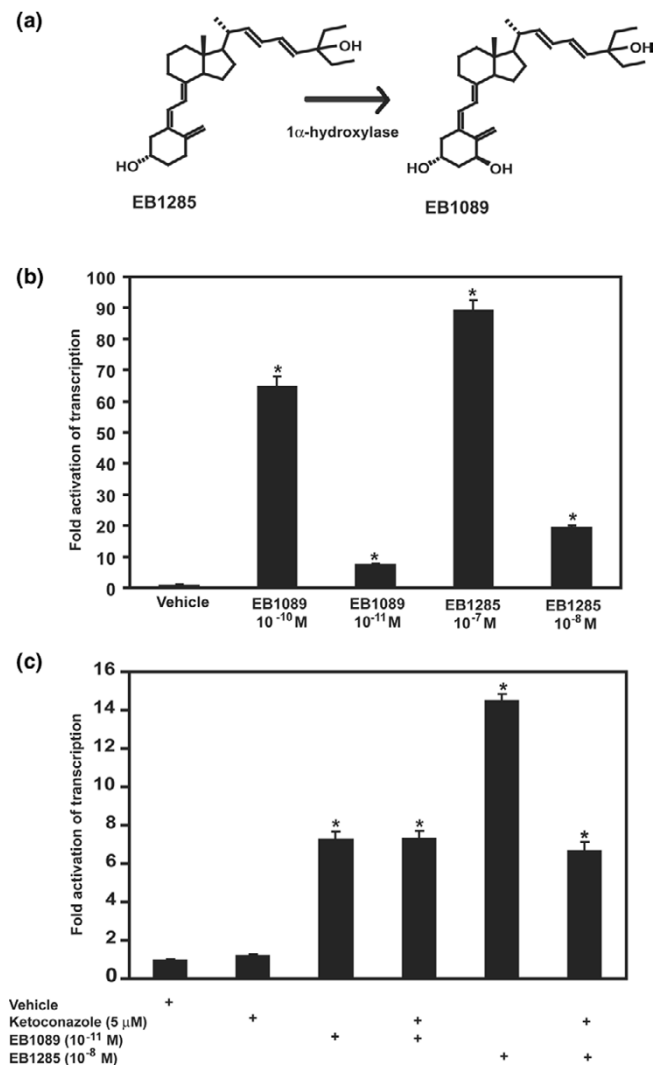 (a)
OH
OH
1α-hydroxylase
HO
HO
OH
EB1285
EB1089
(b)
Fold activation of transcription
100
90
80
70
60
50
40
30
20
10
0
*
*
*
*
Vehicle
EB1089
10⁻¹⁰ M
EB1089
10⁻¹¹ M
EB1285
10⁻⁷ M
EB1285
10⁻⁸ M
(c)
Fold activation of transcription
16
14
12
10
8
6
4
2
0
*
*
*
*
Vehicle +
Ketoconazole (5 μM) + + +
EB1089 (10⁻¹¹ M) + +
EB1285 (10⁻⁸ M) + +